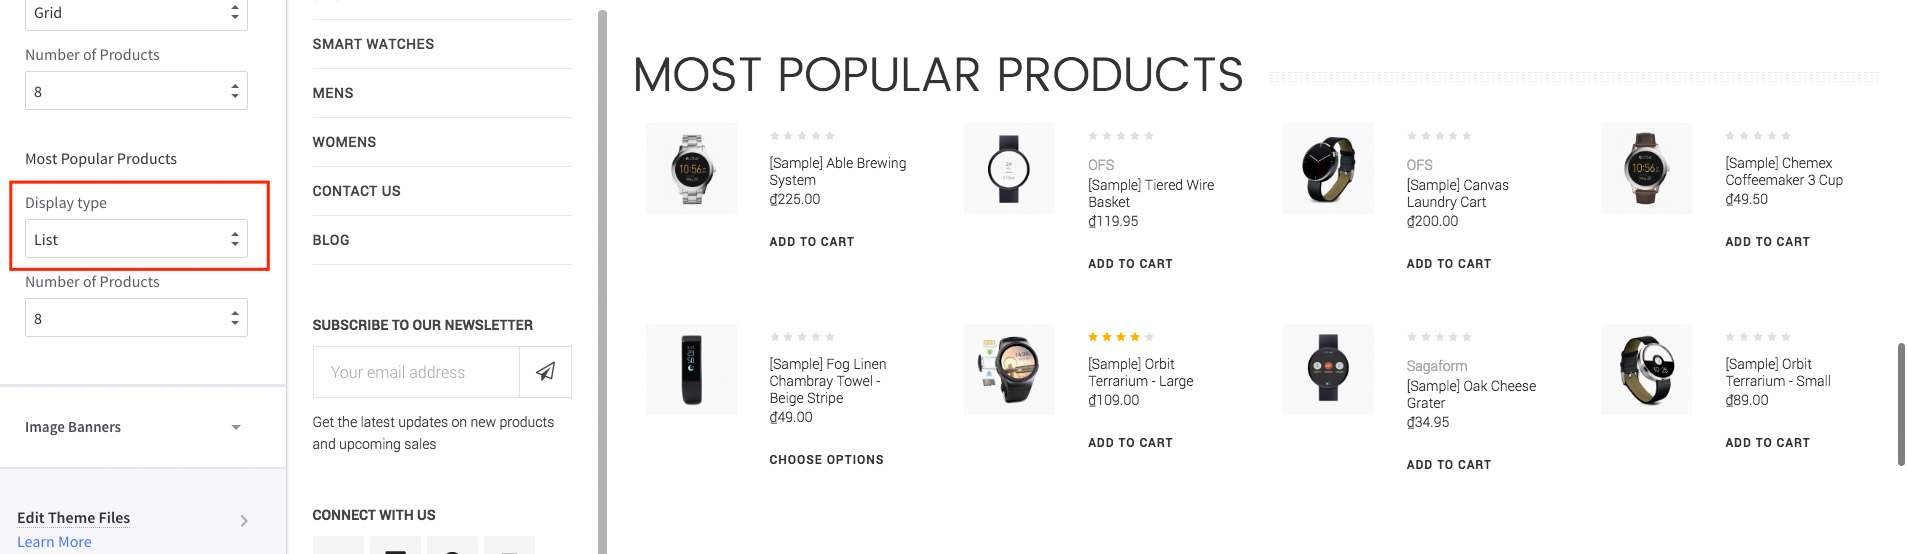 Grid
Number of Products
8
Most Popular Products
Display type
List
Number of Products
8
Image Banners
Edit Theme Files
Learn More
SMART WATCHES
MENS
WOMENS
CONTACT US
BLOG
SUBSCRIBE TO OUR NEWSLETTER
Your email address
Get the latest updates on new products
and upcoming sales
CONNECT WITH US
MOST POPULAR PRODUCTS
[Sample] Able Brewing
System
₫225.00
ADD TO CART
OFS
[Sample] Tiered Wire
Basket
₫119.95
ADD TO CART
OFS
[Sample] Canvas
Laundry Cart
₫200.00
ADD TO CART
[Sample] Chemex
Coffeemaker 3 Cup
₫49.50
ADD TO CART
[Sample] Fog Linen
Chambray Towel -
Beige Stripe
₫49.00
CHOOSE OPTIONS
[Sample] Orbit
Terrarium - Large
₫109.00
ADD TO CART
Sagaform
[Sample] Oak Cheese
Grater
₫34.95
ADD TO CART
[Sample] Orbit
Terrarium - Small
₫89.00
ADD TO CART